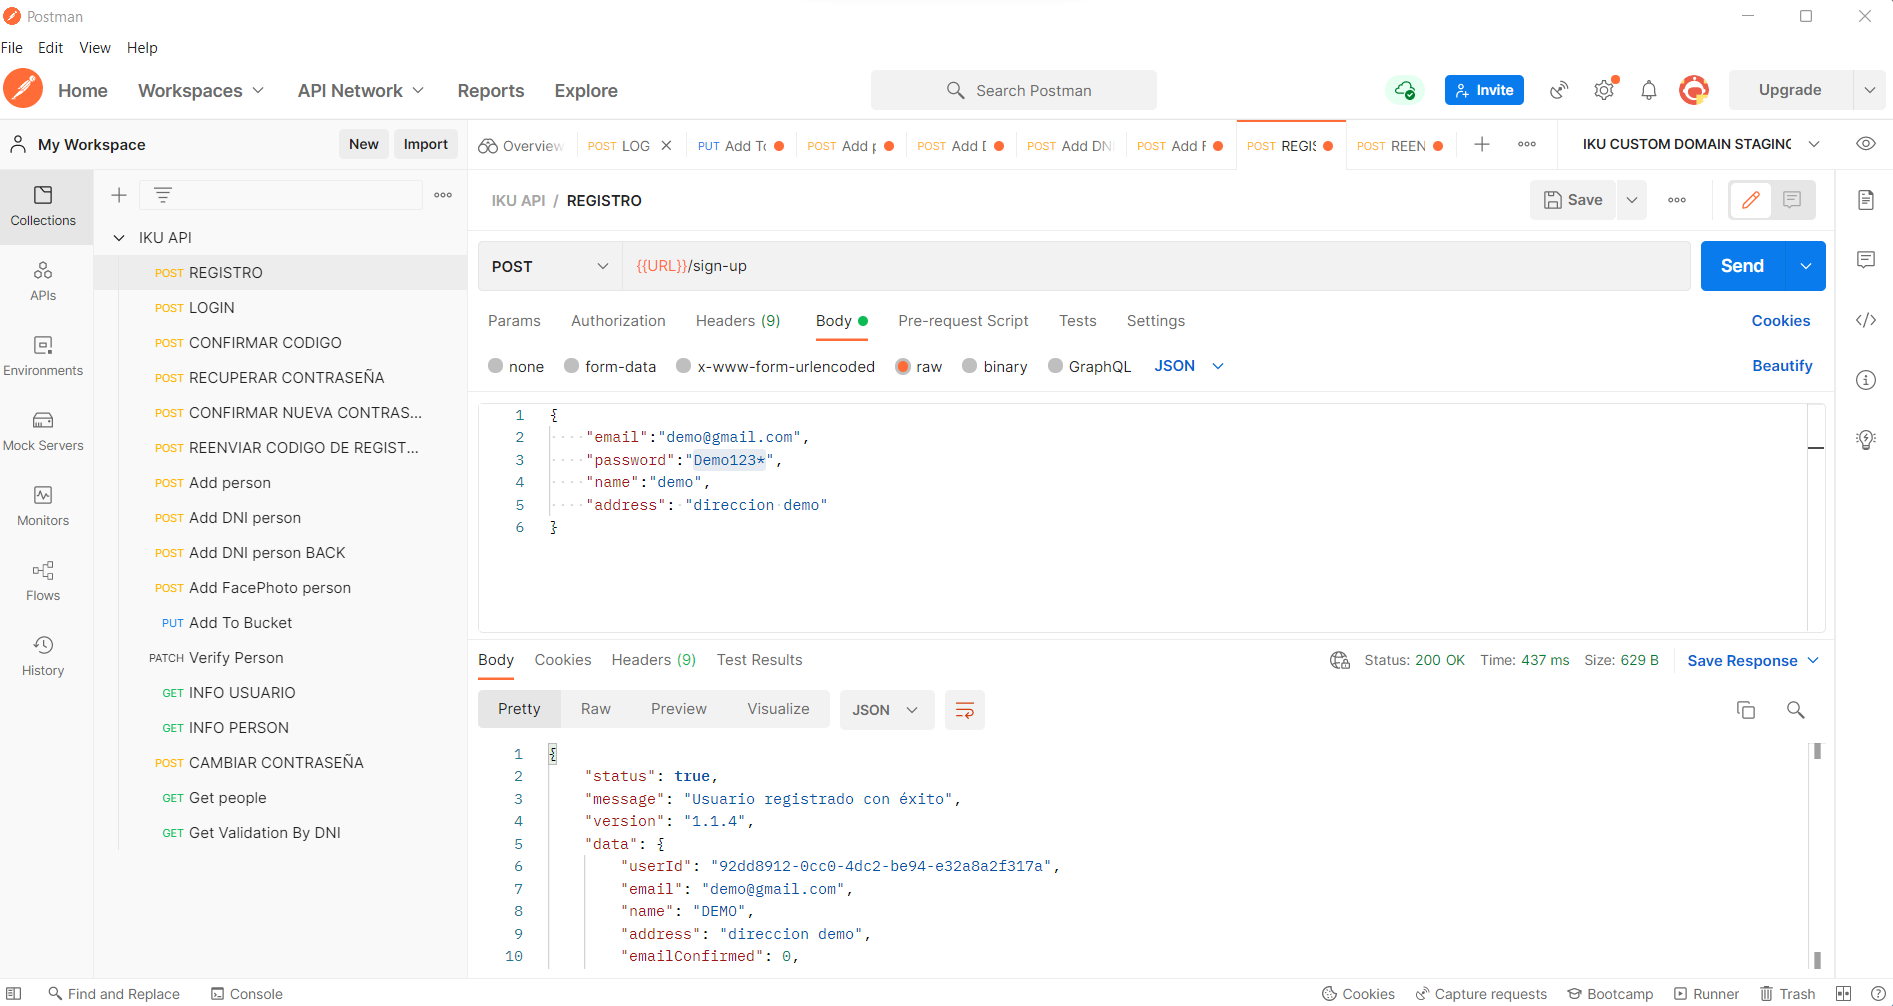 Postman
File Edit View Help
Home Workspaces API Network Reports Explore Search Postman Invite Upgrade
My Workspace New Import
Overview POST LOG PUT Add To POST Add p POST Add D POST Add DN POST Add F POST REGIS POST REEN IKU CUSTOM DOMAIN STAGING
Collections
APIs
Environments
Mock Servers
Monitors
Flows
History
IKU API
POST REGISTRO
POST LOGIN
POST CONFIRMAR CODIGO
POST RECUPERAR CONTRASEÑA
POST CONFIRMAR NUEVA CONTRAS...
POST REENVIAR CODIGO DE REGIST...
POST Add person
POST Add DNI person
POST Add DNI person BACK
POST Add FacePhoto person
PUT Add To Bucket
PATCH Verify Person
GET INFO USUARIO
GET INFO PERSON
POST CAMBIAR CONTRASEÑA
GET Get people
GET Get Validation By DNI
IKU API / REGISTRO Save
POST {{URL}}/sign-up Send
Params Authorization Headers (9) Body Pre-request Script Tests Settings Cookies
none form-data x-www-form-urlencoded raw binary GraphQL JSON Beautify
1 {
2 "email":"demo@gmail.com",
3 "password":"Demo123*",
4 "name":"demo",
5 "address": "direccion demo"
6 }
Body Cookies Headers (9) Test Results Status: 200 OK Time: 437 ms Size: 629 B Save Response
Pretty Raw Preview Visualize JSON
1 {
2 "status": true,
3 "message": "Usuario registrado con éxito",
4 "version": "1.1.4",
5 "data": {
6 "userId": "92dd8912-0cc0-4dc2-be94-e32a8a2f317a",
7 "email": "demo@gmail.com",
8 "name": "DEMO",
9 "address": "direccion demo",
10 "emailConfirmed": 0,
Find and Replace Console Cookies Capture requests Bootcamp Runner Trash